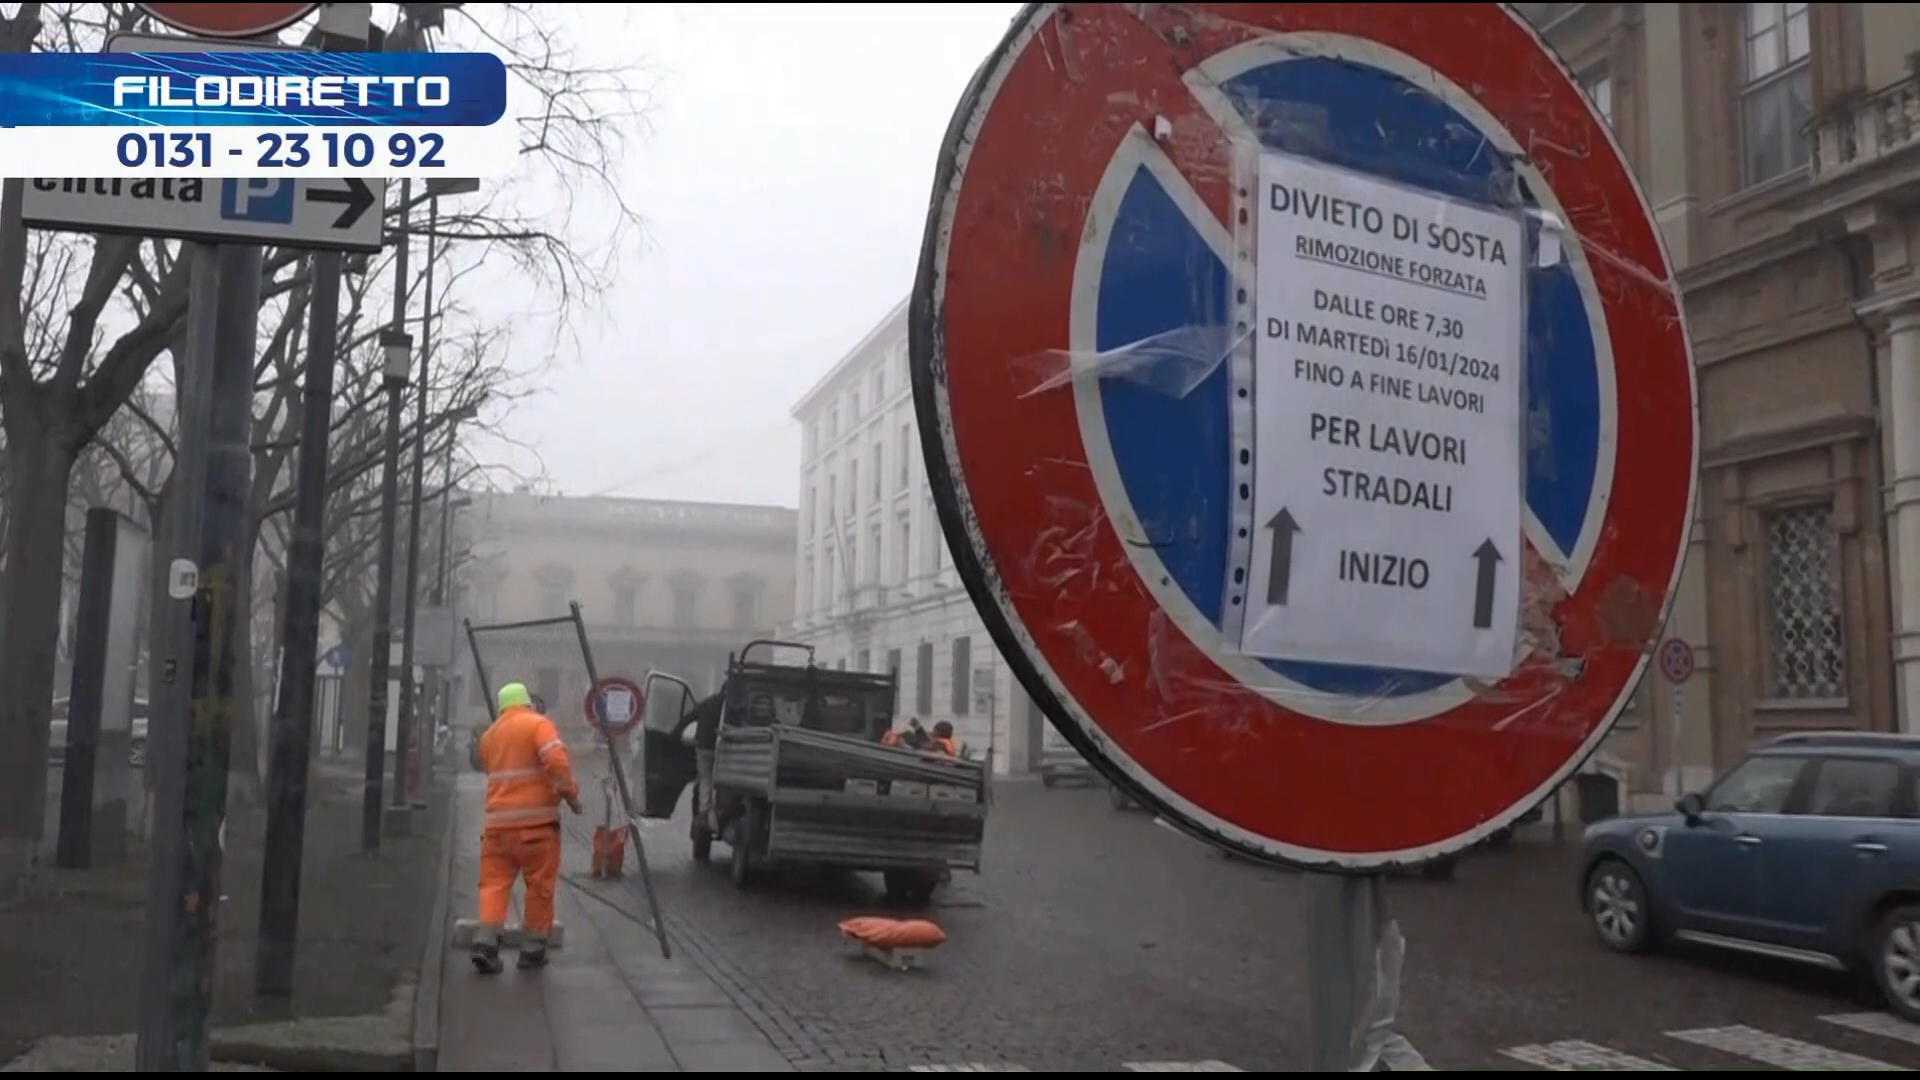 FILODIRETTO
0131 - 23 10 92
entrata P
DIVIETO DI SOSTA
RIMOZIONE FORZATA
DALLE ORE 7,30
DI MARTEDì 16/01/2024
FINO A FINE LAVORI
PER LAVORI
STRADALI
INIZIO